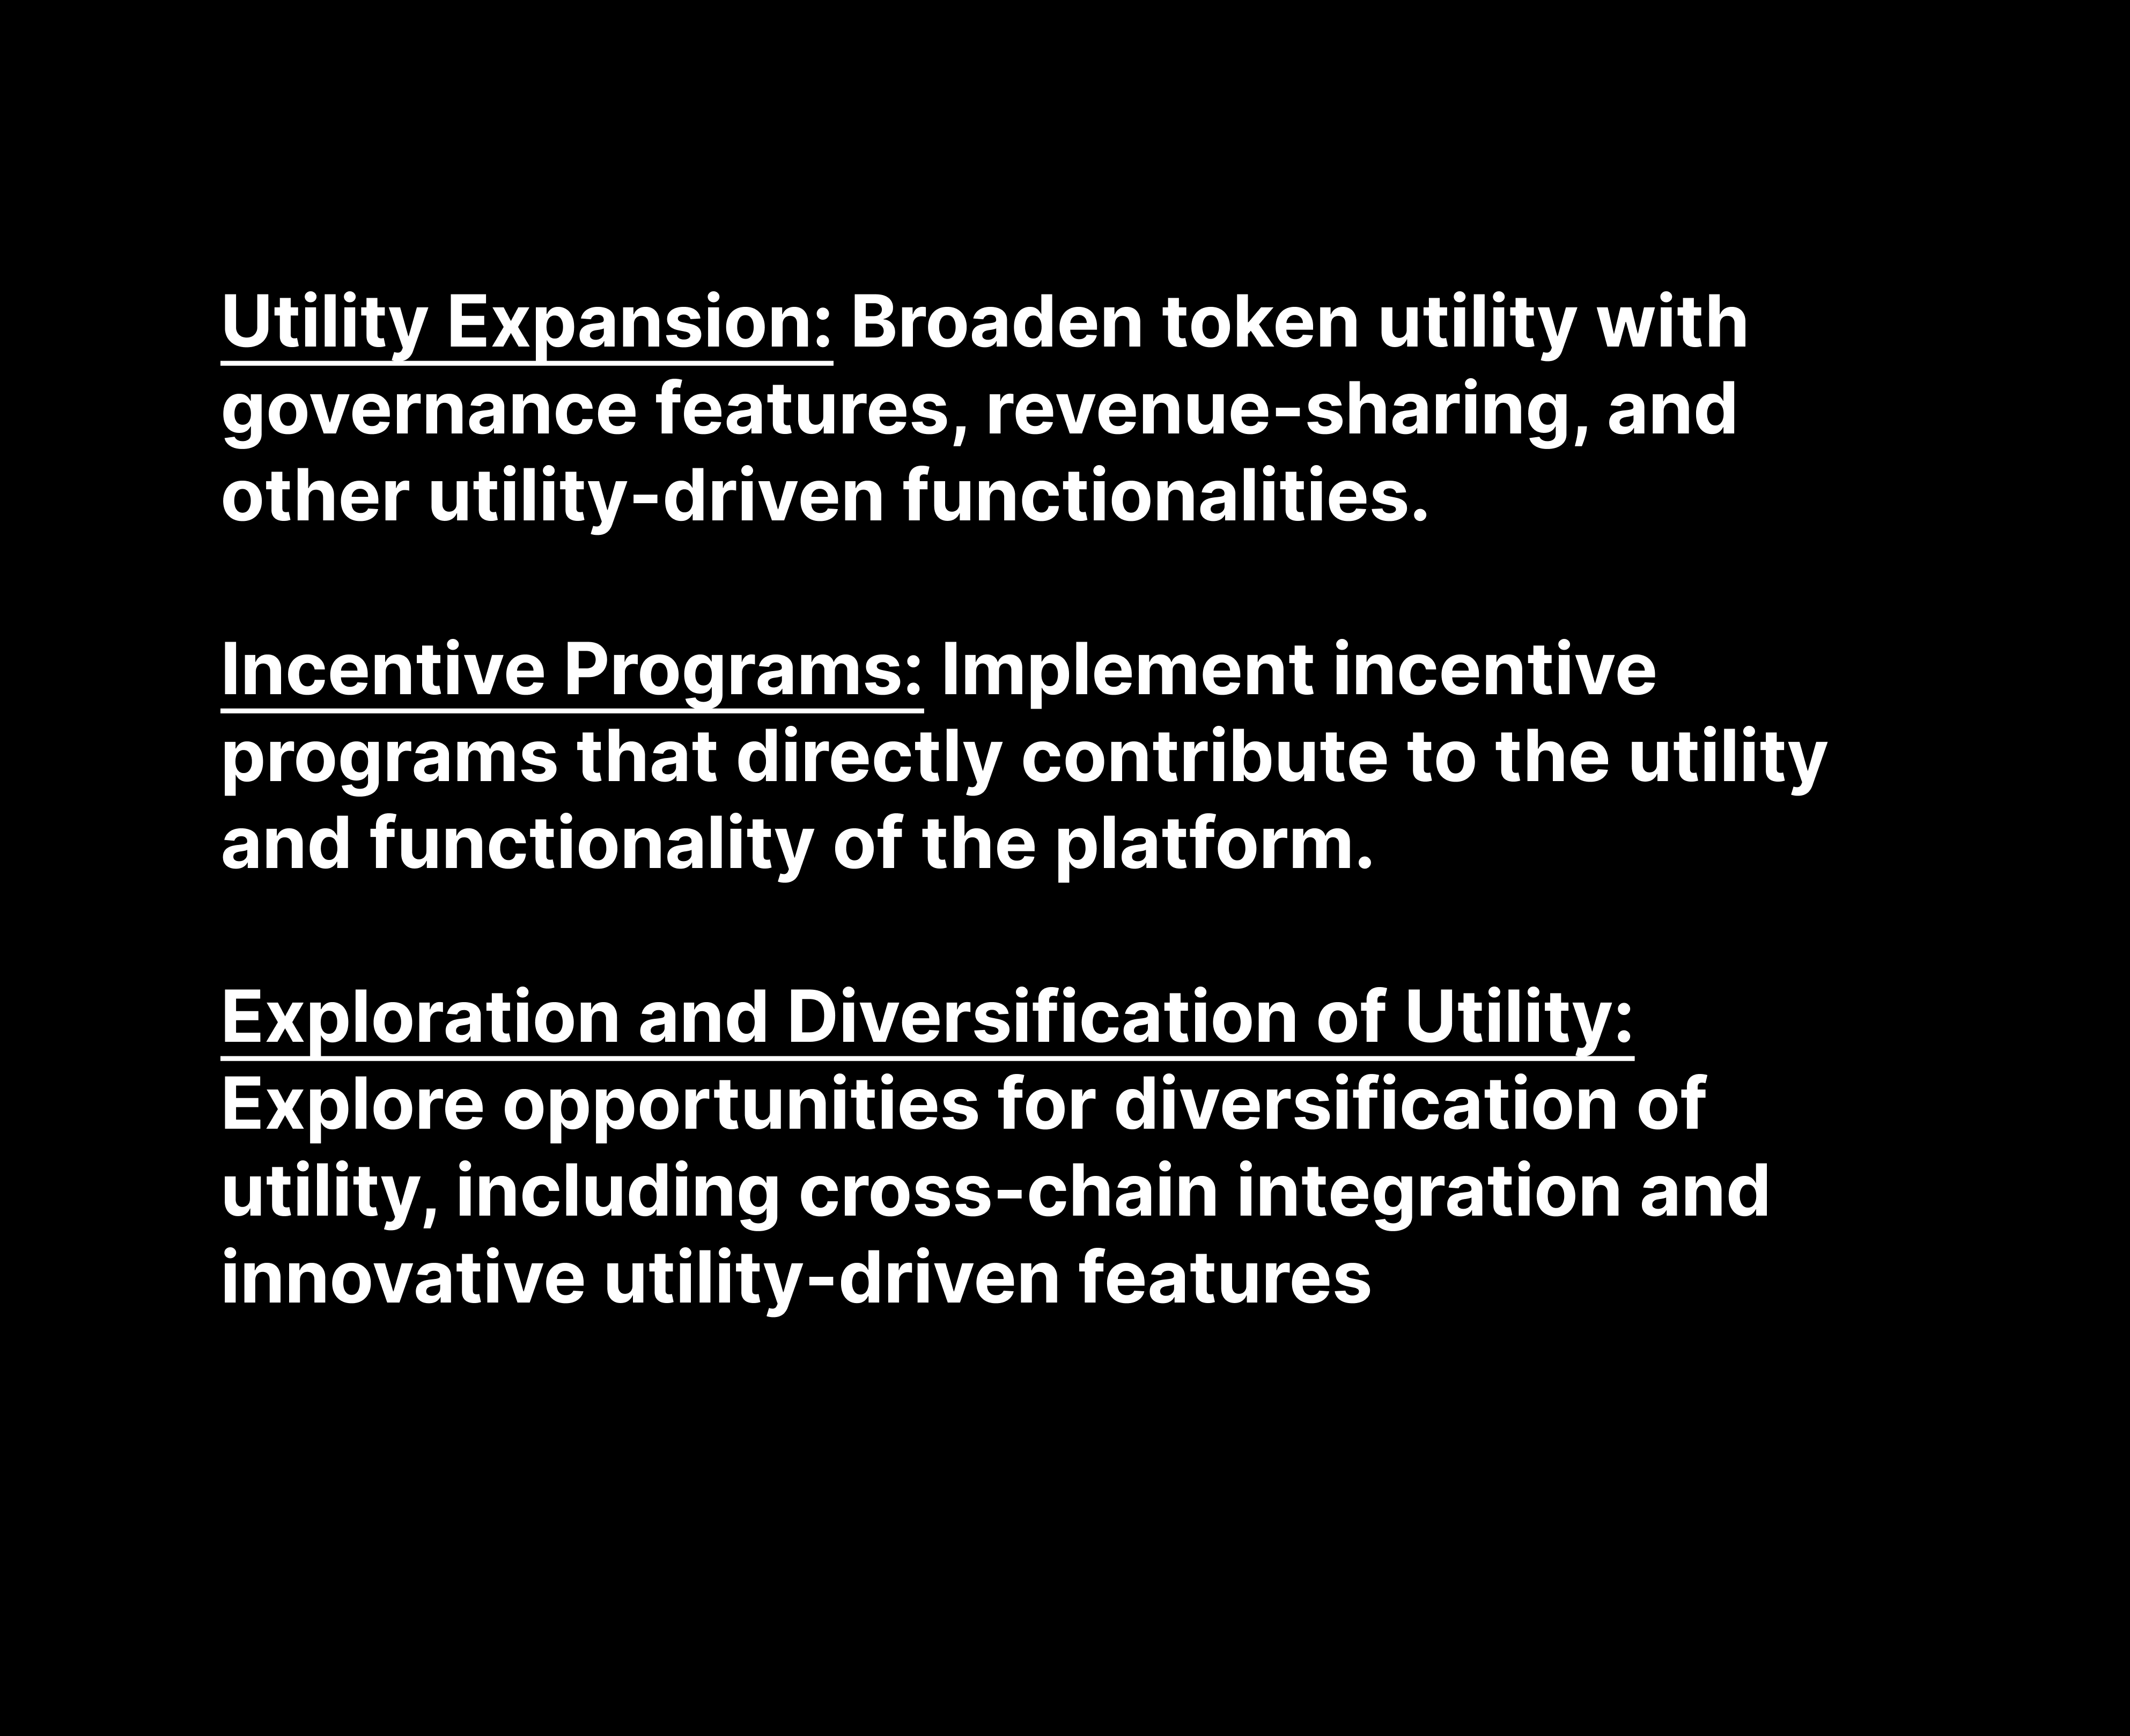 Utility Expansion: Broaden token utility with
governance features, revenue-sharing, and
other utility-driven functionalities.
Incentive Programs: Implement incentive
programs that directly contribute to the utility
and functionality of the platform.
Exploration and Diversification of Utility:
Explore opportunities for diversification of
utility, including cross-chain integration and
innovative utility-driven features